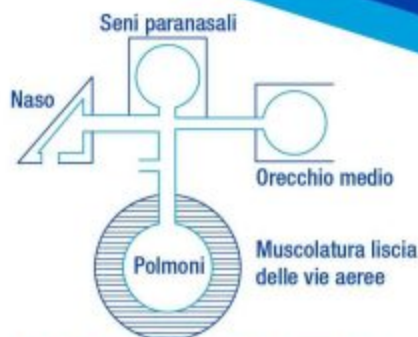 Seni paranasali
Naso
Orecchio medio
Polmoni
Muscolatura liscia
delle vie aeree